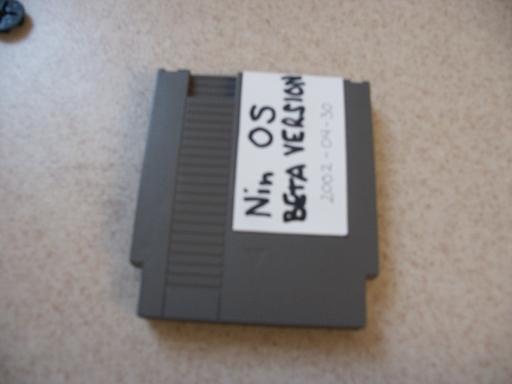 Nin OS
BETA VERSION
2002-04-30